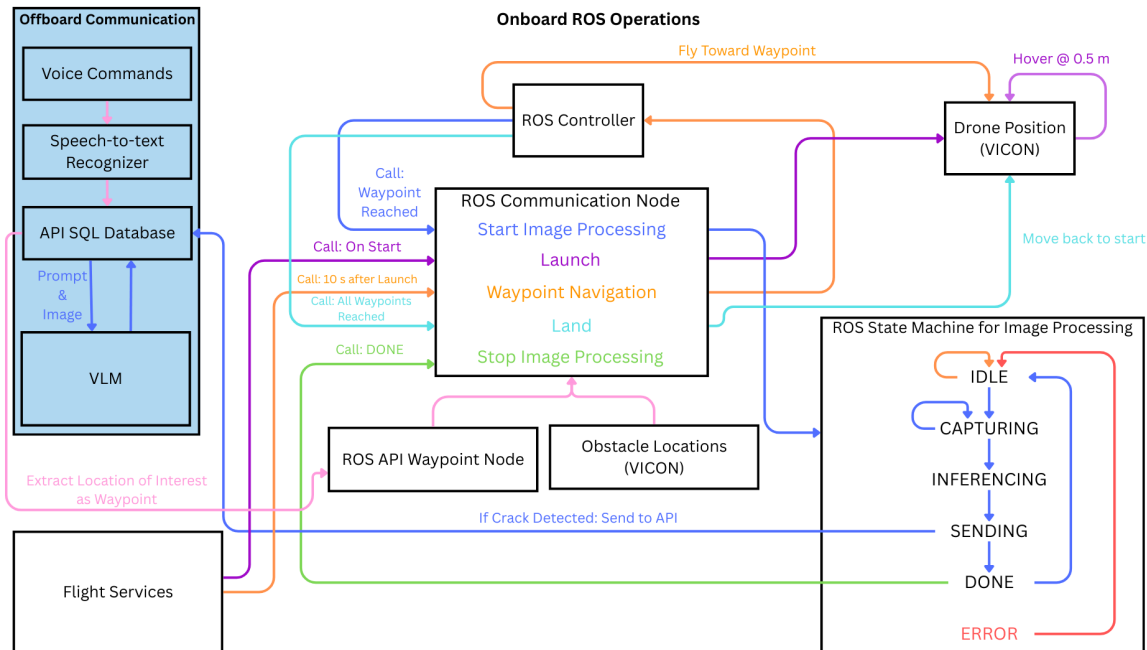 Offboard Communication
Voice Commands
Speech-to-text
Recognizer
API SQL Database
Prompt
&
Image
VLM
Extract Location of Interest
as Waypoint
Flight Services
Onboard ROS Operations
Fly Toward Waypoint
Hover @ 0.5 m
ROS Controller
Drone Position
(VICON)
Call:
Waypoint
Reached
Call: On Start
Call: 10 s after Launch
Call: All Waypoints
Reached
Call: DONE
ROS Communication Node
Start Image Processing
Launch
Waypoint Navigation
Land
Stop Image Processing
Move back to start
ROS API Waypoint Node
Obstacle Locations
(VICON)
If Crack Detected: Send to API
ROS State Machine for Image Processing
IDLE
CAPTURING
INFERENCING
SENDING
DONE
ERROR